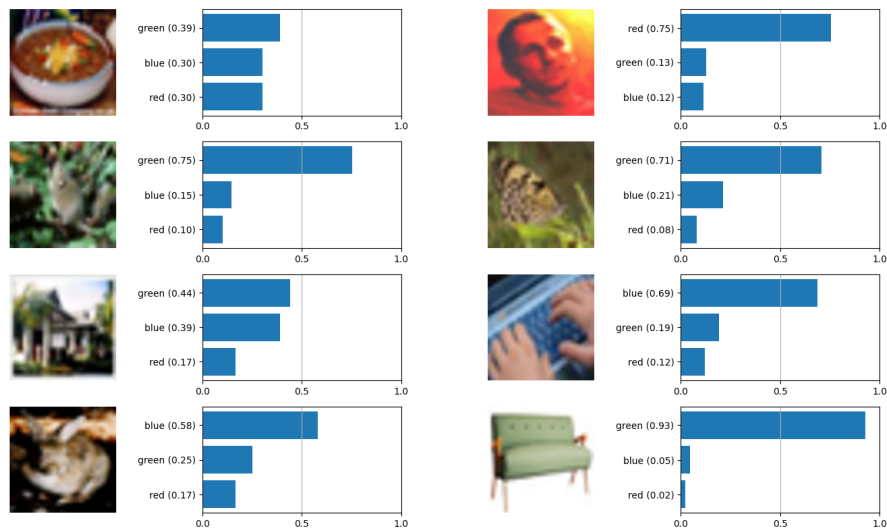 green (0.39)
blue (0.30)
red (0.30)
0.0 0.5 1.0
red (0.75)
green (0.13)
blue (0.12)
0.0 0.5 1.0
green (0.75)
blue (0.15)
red (0.10)
0.0 0.5 1.0
green (0.71)
blue (0.21)
red (0.08)
0.0 0.5 1.0
green (0.44)
blue (0.39)
red (0.17)
0.0 0.5 1.0
blue (0.69)
green (0.19)
red (0.12)
0.0 0.5 1.0
blue (0.58)
green (0.25)
red (0.17)
0.0 0.5 1.0
green (0.93)
blue (0.05)
red (0.02)
0.0 0.5 1.0